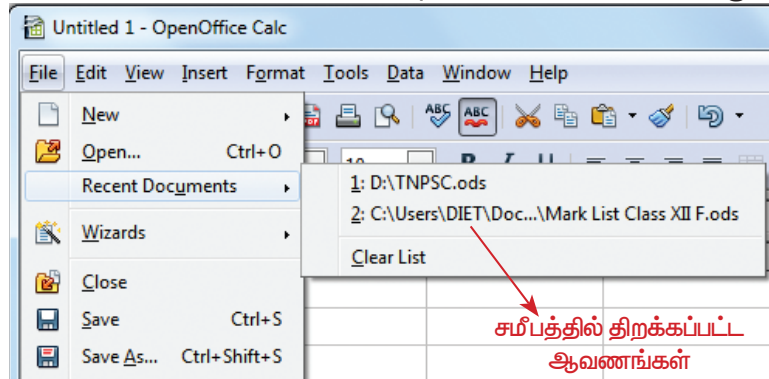 Untitled 1 - OpenOffice Calc
File Edit View Insert Format Tools Data Window Help
New
Open... Ctrl+O
Recent Documents
1: D:\TNPSC.ods
2: C:\Users\DIET\Doc...\Mark List Class XII F.ods
Clear List
Wizards
Close
Save Ctrl+S
Save As... Ctrl+Shift+S
சமீபத்தில் திறக்கப்பட்ட
ஆவணங்கள்